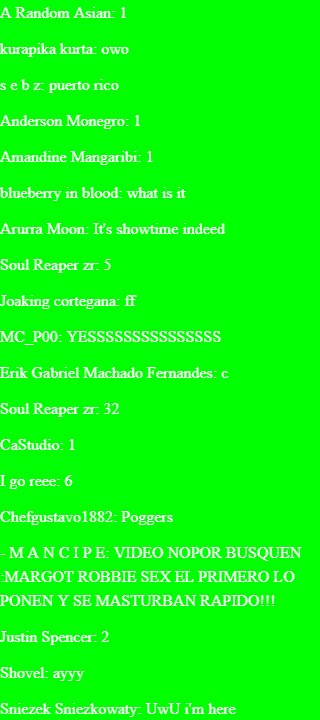 A Random Asian: 1
kurapika kurta: owo
s e b z: puerto rico
Anderson Monegro: 1
Amandine Mangaribi: 1
blueberry in blood: what is it
Arurra Moon: It's showtime indeed
Soul Reaper zr: 5
Joaking cortegana: ff
MC_P00: YESSSSSSSSSSSSSSS
Erik Gabriel Machado Fernandes: c
Soul Reaper zr: 32
CaStudio: 1
I go reee: 6
Chefgustavo1882: Poggers
- M A N C I P E: VIDEO NOPOR BUSQUEN
:MARGOT ROBBIE SEX EL PRIMERO LO
PONEN Y SE MASTURBAN RAPIDO!!!
Justin Spencer: 2
Shovel: ayyy
Sniezek Sniezkowaty: UwU i'm here